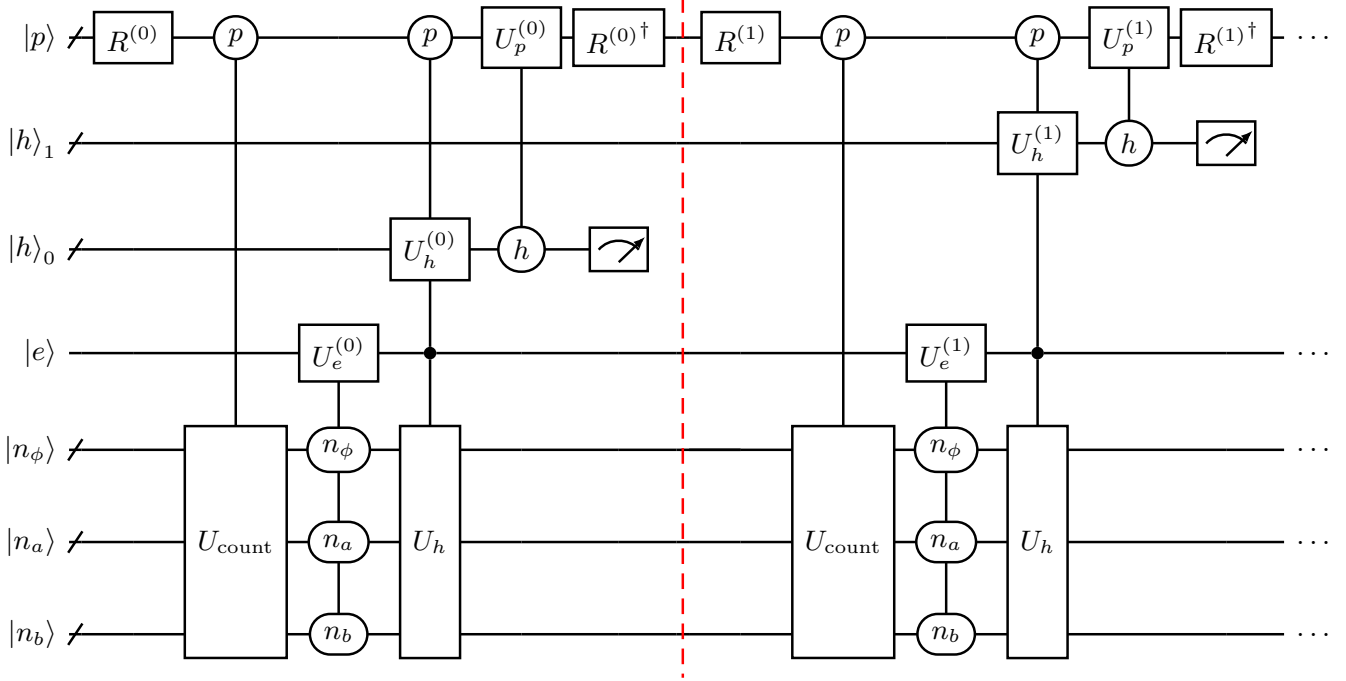 |p⟩ R^(0) p p U_p^(0) R^(0)† R^(1) p p U_p^(1) R^(1)† ···
|h⟩_1 U_h^(1) h
|h⟩_0 U_h^(0) h
|e⟩ U_e^(0) U_e^(1) ···
|n_ϕ⟩ n_ϕ n_ϕ ···
|n_a⟩ U_count n_a U_h U_count n_a U_h ···
|n_b⟩ n_b n_b ···